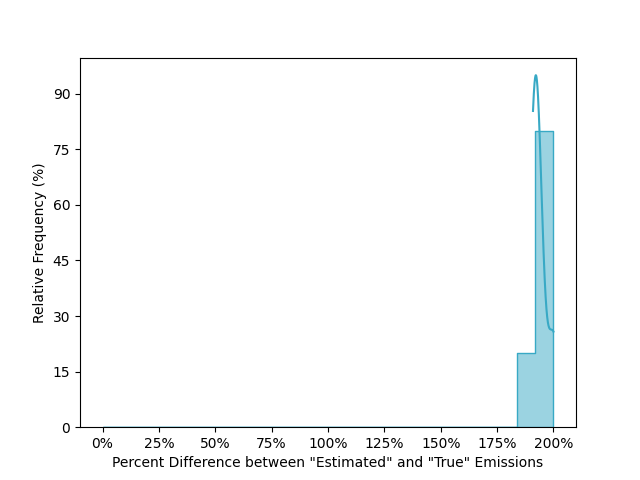 90
75
60
45
30
15
0
Relative Frequency (%)
0% 25% 50% 75% 100% 125% 150% 175% 200%
Percent Difference between "Estimated" and "True" Emissions